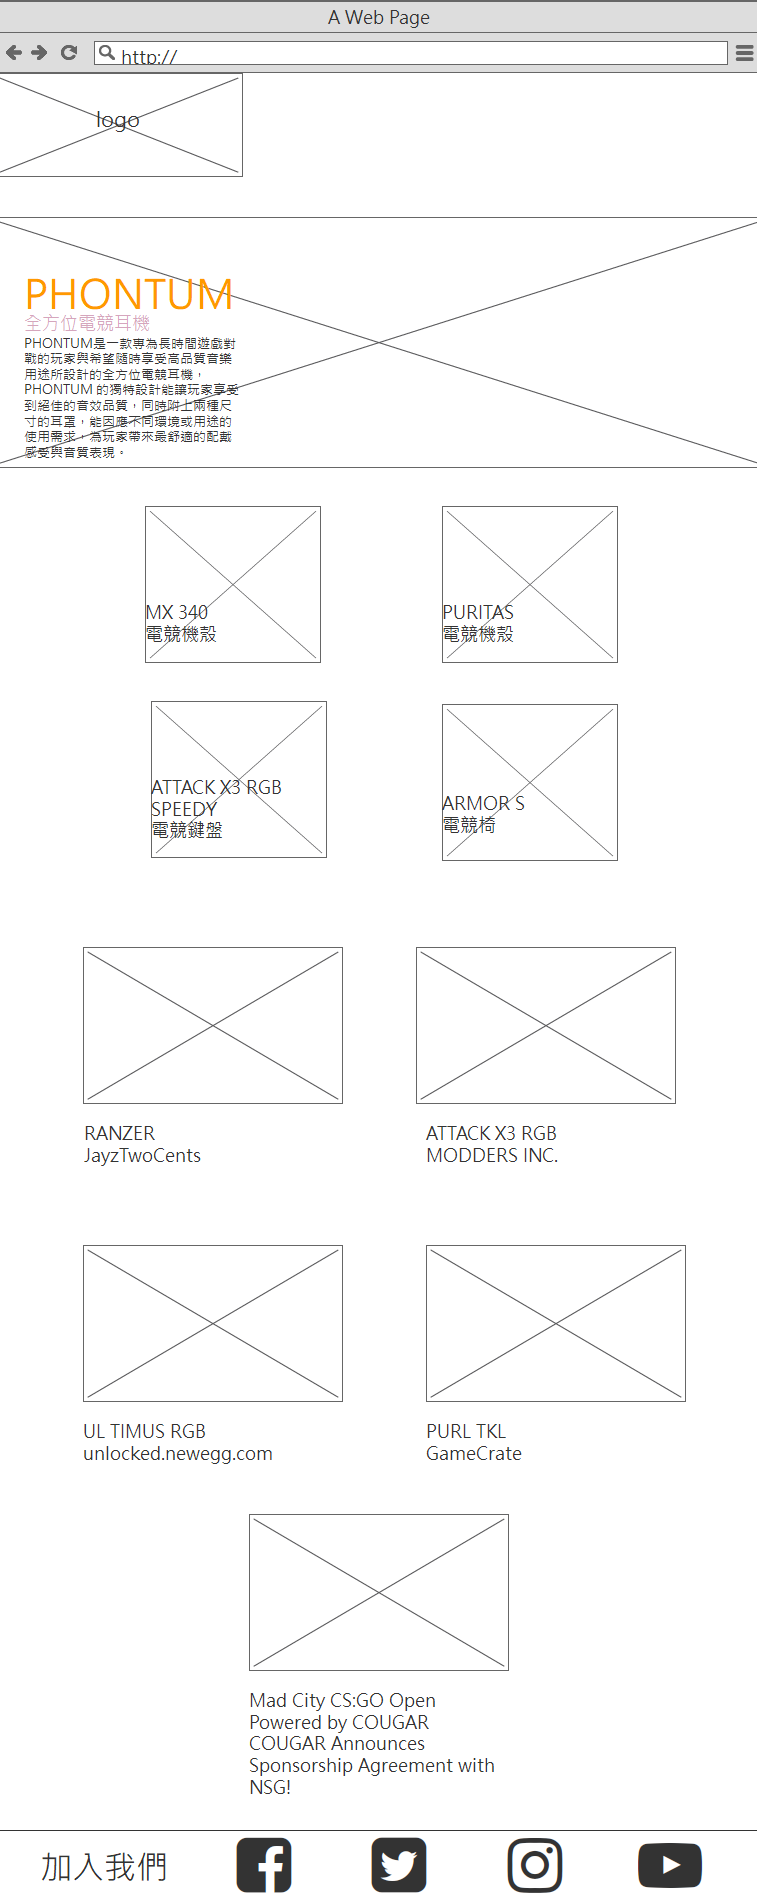 A Web Page
http://
logo
PHONTUM
全方位電競耳機
PHONTUM是一款專為長時間遊戲對
戰的玩家與希望隨時享受高品質音樂
用途所設計的全方位電競耳機，
PHONTUM 的獨特設計能讓玩家享受
到絕佳的音效品質，同時附上兩種尺
寸的耳罩，能因應不同環境或用途的
使用需求，為玩家帶來最舒適的配戴
感受與音質表現。
MX 340
電競機殼
PURITAS
電競機殼
ATTACK X3 RGB
SPEEDY
電競鍵盤
ARMOR S
電競椅
RANZER
JayzTwoCents
ATTACK X3 RGB
MODDERS INC.
UL TIMUS RGB
unlocked.newegg.com
PURL TKL
GameCrate
Mad City CS:GO Open
Powered by COUGAR
COUGAR Announces
Sponsorship Agreement with
NSG!
加入我們